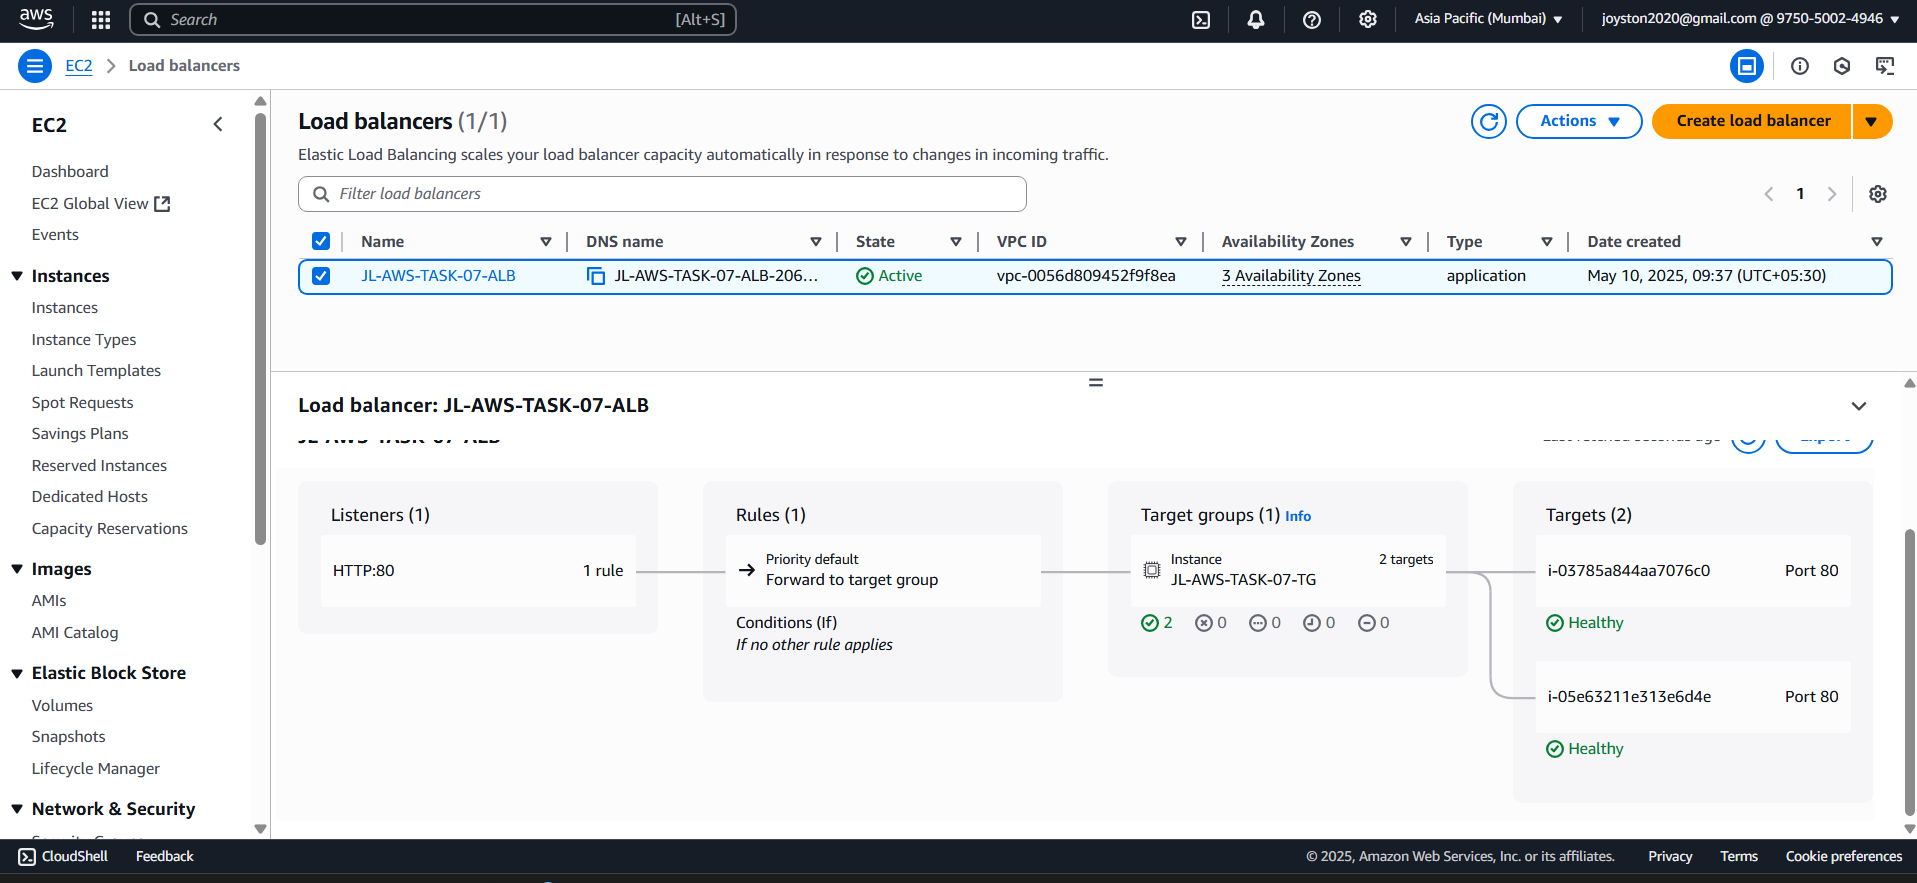 aws
Search
[Alt+S]
Asia Pacific (Mumbai)
joyston2020@gmail.com @ 9750-5002-4946
EC2
Load balancers
EC2
Dashboard
EC2 Global View
Events
Instances
Instances
Instance Types
Launch Templates
Spot Requests
Savings Plans
Reserved Instances
Dedicated Hosts
Capacity Reservations
Images
AMIs
AMI Catalog
Elastic Block Store
Volumes
Snapshots
Lifecycle Manager
Network & Security
Load balancers (1/1)
Actions
Create load balancer
Elastic Load Balancing scales your load balancer capacity automatically in response to changes in incoming traffic.
Filter load balancers
1
Name DNS name State VPC ID Availability Zones Type Date created
JL-AWS-TASK-07-ALB JL-AWS-TASK-07-ALB-206... Active vpc-0056d809452f9f8ea 3 Availability Zones application May 10, 2025, 09:37 (UTC+05:30)
Load balancer: JL-AWS-TASK-07-ALB
JL-AWS-TASK-07-ALB
Listeners (1)
HTTP:80 1 rule
Rules (1)
Priority default
Forward to target group
Conditions (If)
If no other rule applies
Target groups (1) Info
Instance 2 targets
JL-AWS-TASK-07-TG
2 0 0 0 0
Targets (2)
i-03785a844aa7076c0 Port 80
Healthy
i-05e63211e313e6d4e Port 80
Healthy
CloudShell
Feedback
© 2025, Amazon Web Services, Inc. or its affiliates.
Privacy
Terms
Cookie preferences